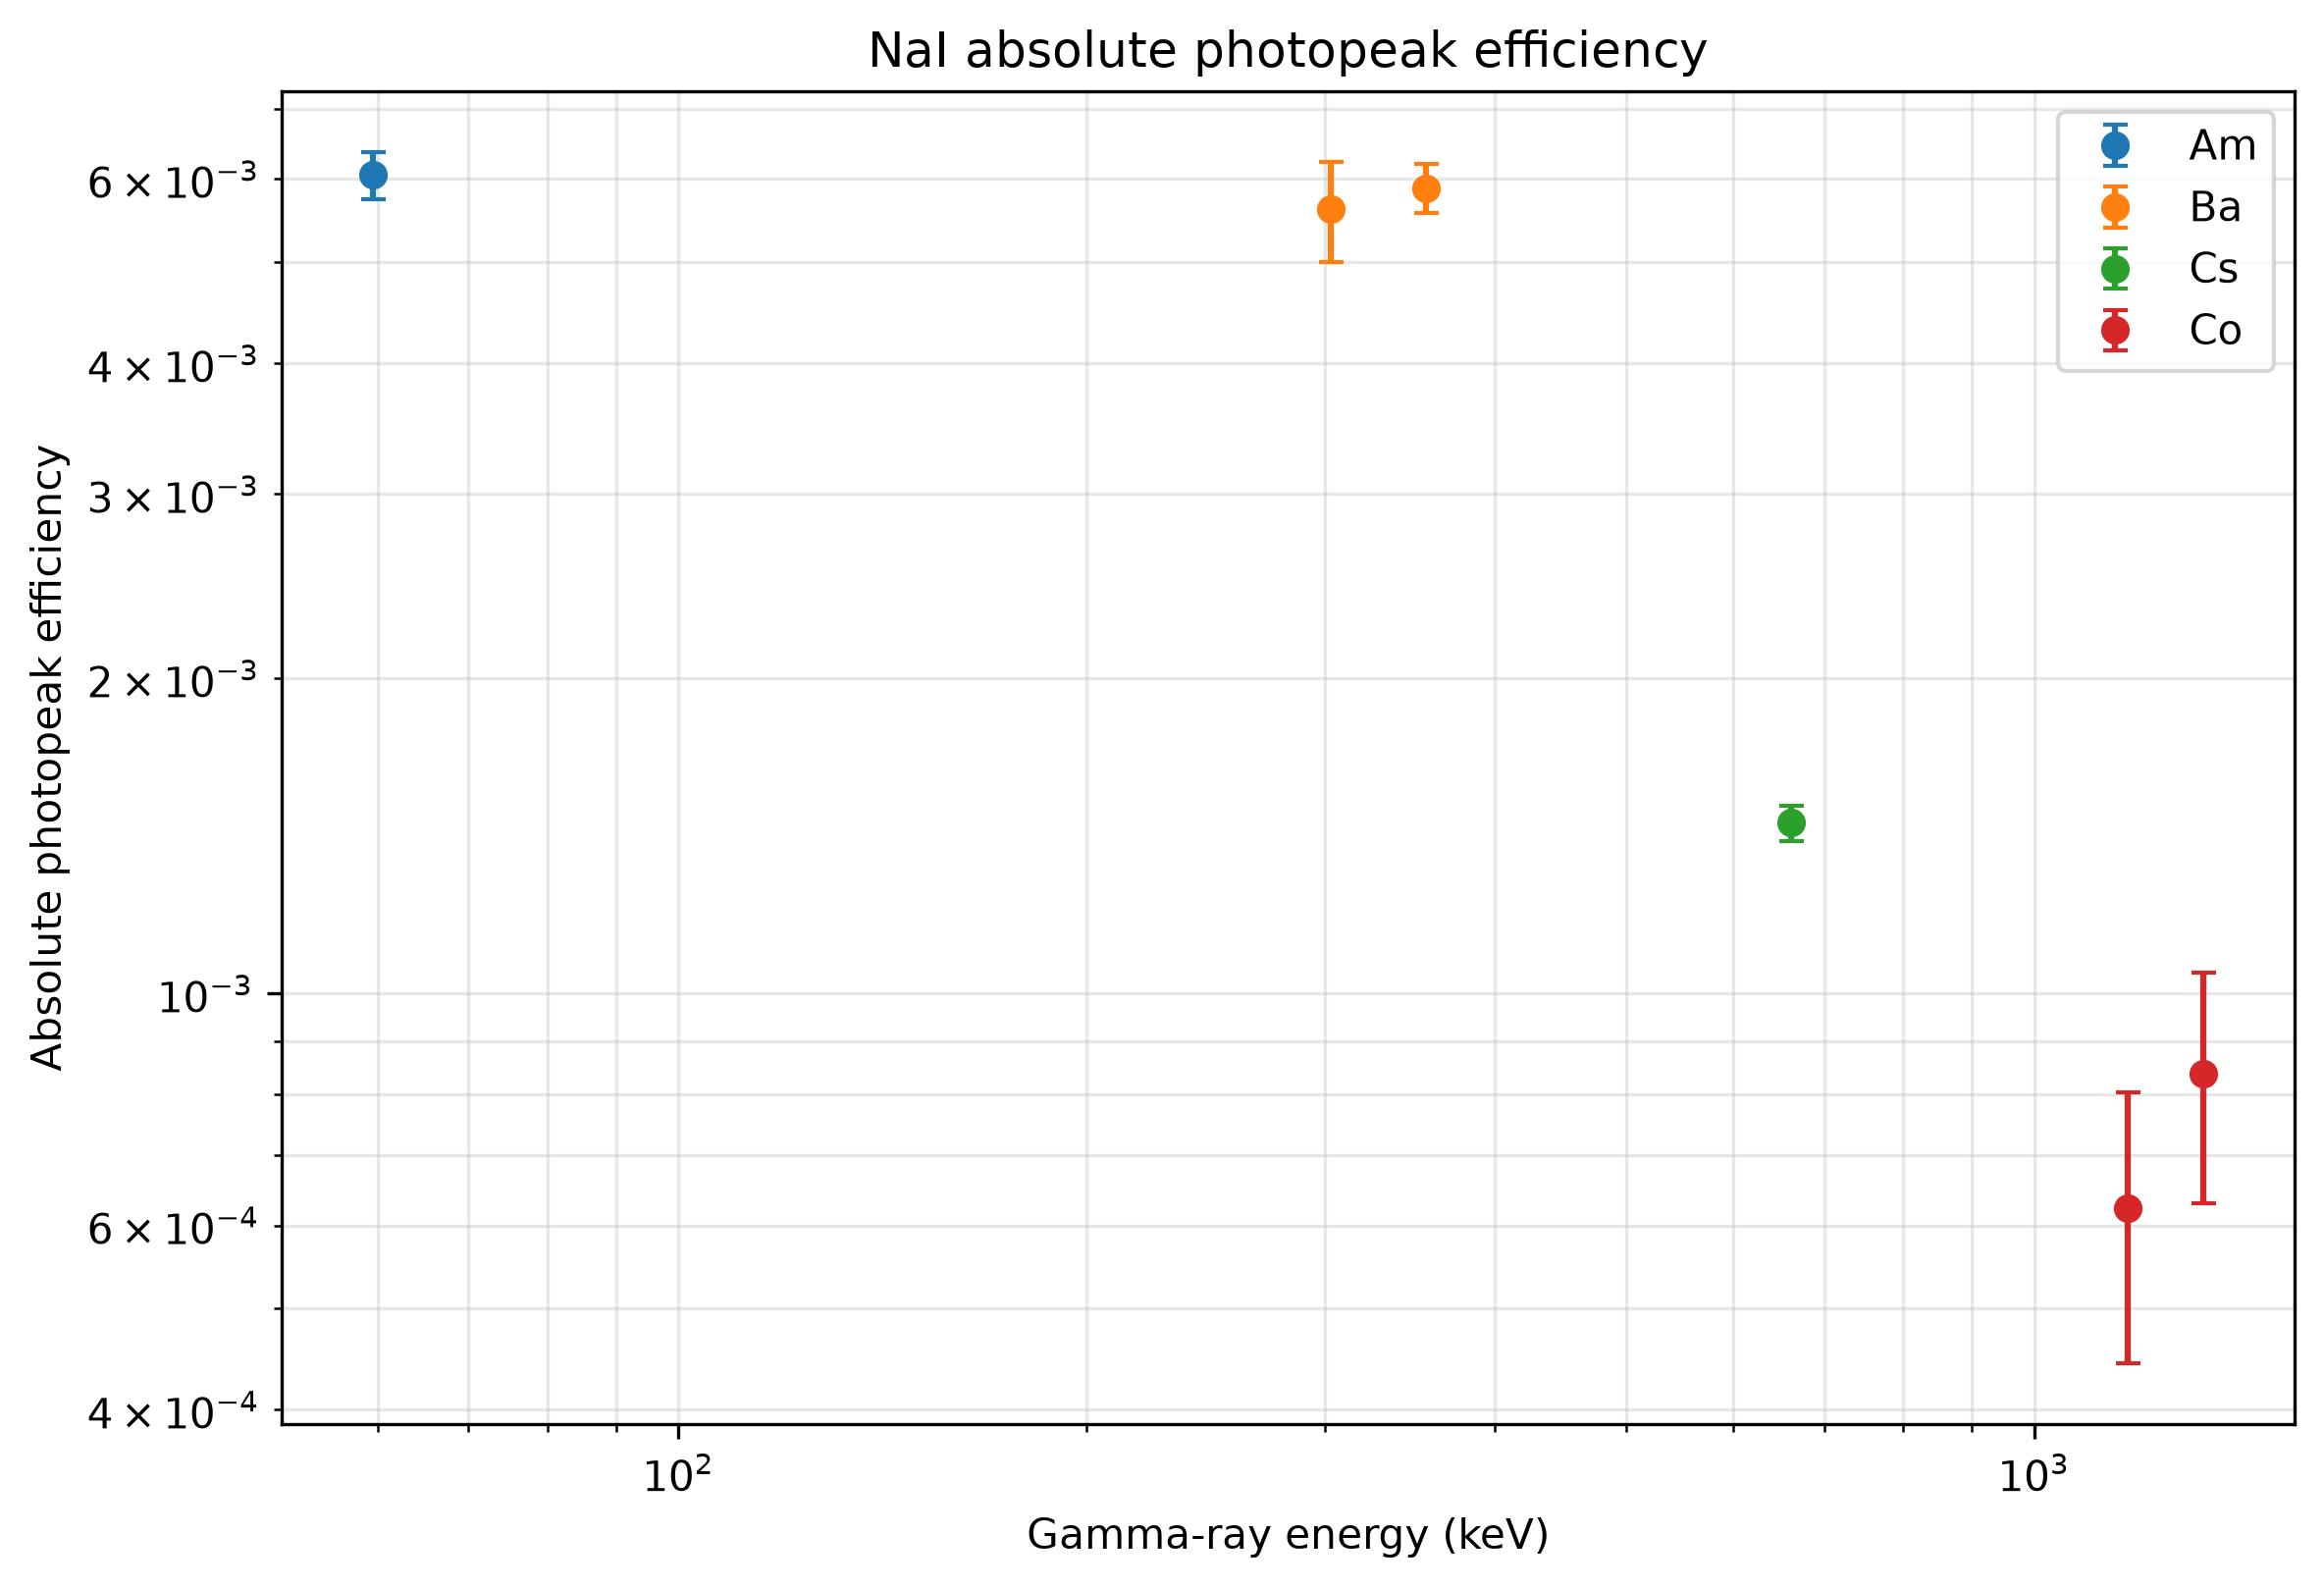 NaI absolute photopeak efficiency
Am
Ba
Cs
Co
6 × 10⁻³
4 × 10⁻³
3 × 10⁻³
2 × 10⁻³
10⁻³
6 × 10⁻⁴
4 × 10⁻⁴
Absolute photopeak efficiency
10² 10³
Gamma-ray energy (keV)